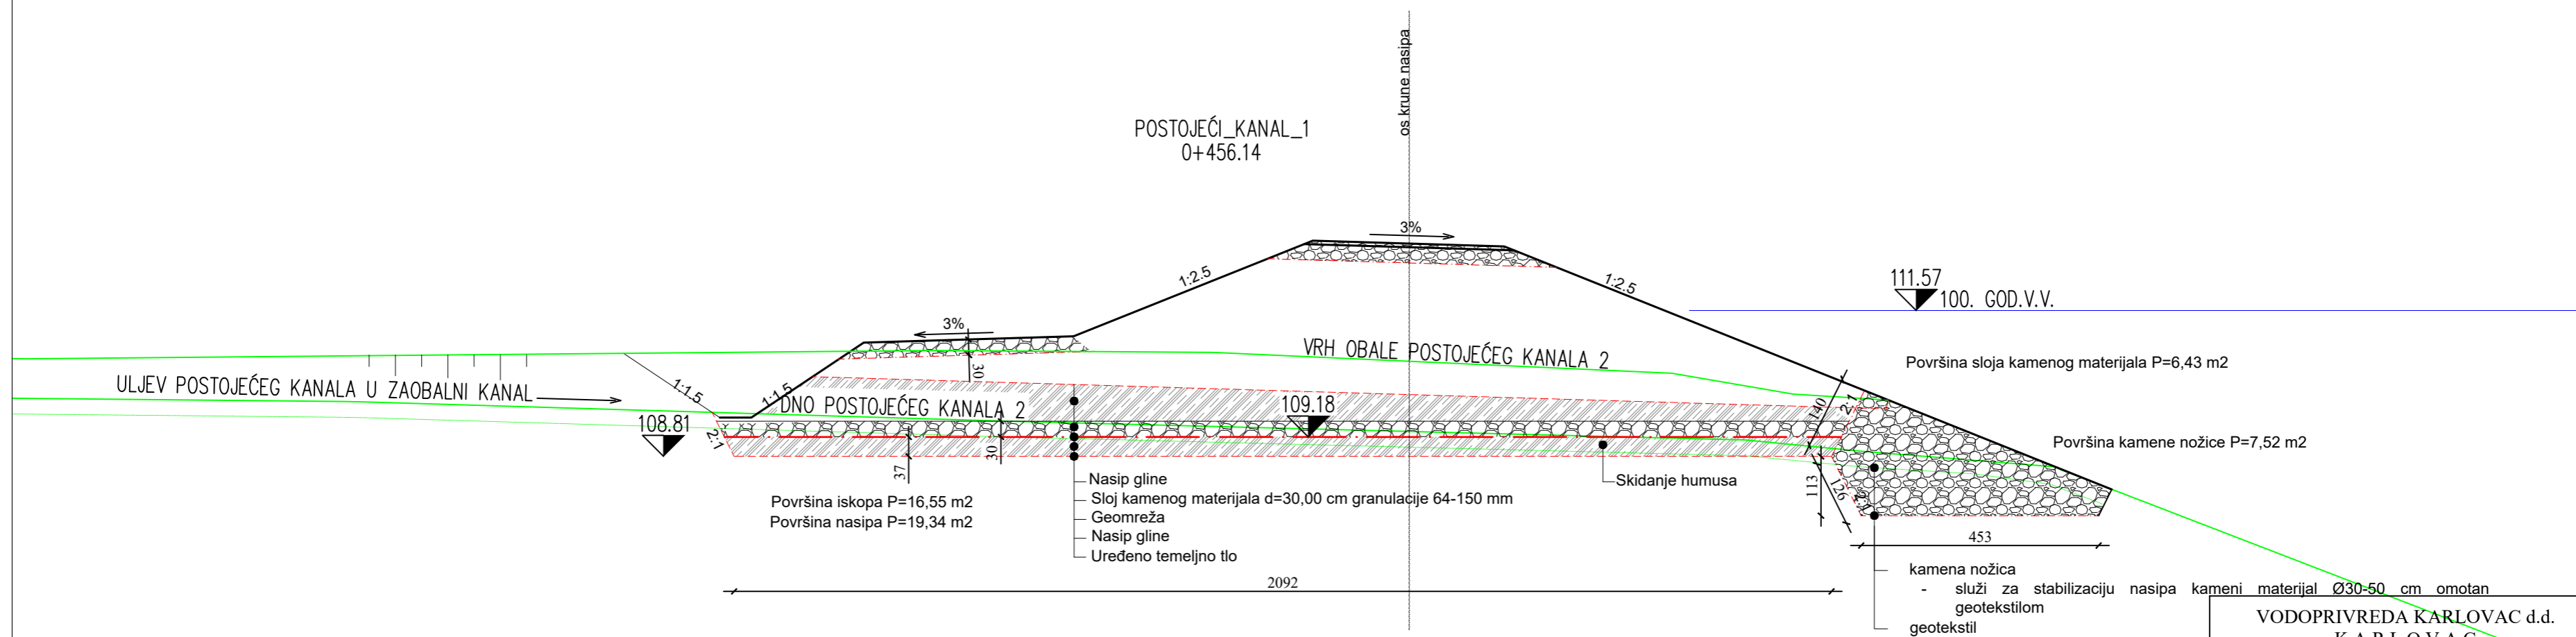 os krune nasipa
POSTOJEĆI_KANAL_1
0+456.14
3%
1:2.5
1:2.5
111.57
100. GOD.V.V.
3%
30
VRH OBALE POSTOJEĆEG KANALA 2
Površina sloja kamenog materijala P=6,43 m2
ULJEV POSTOJEĆEG KANALA U ZAOBALNI KANAL
1:1.5
1:1.5
DNO POSTOJEĆEG KANALA 2
109.18
140
2:1
108.81
2:1
Površina kamene nožice P=7,52 m2
37
30
113
126
2:1
Nasip gline
Skidanje humusa
Površina iskopa P=16,55 m2
Sloj kamenog materijala d=30,00 cm granulacije 64-150 mm
Površina nasipa P=19,34 m2
Geomreža
Nasip gline
Uređeno temeljno tlo
453
2092
kamena nožica
- služi za stabilizaciju nasipa kameni materijal Ø30-50 cm omotan
geotekstilom
geotekstil
VODOPRIVREDA KARLOVAC d.d.
K A R L O V A C